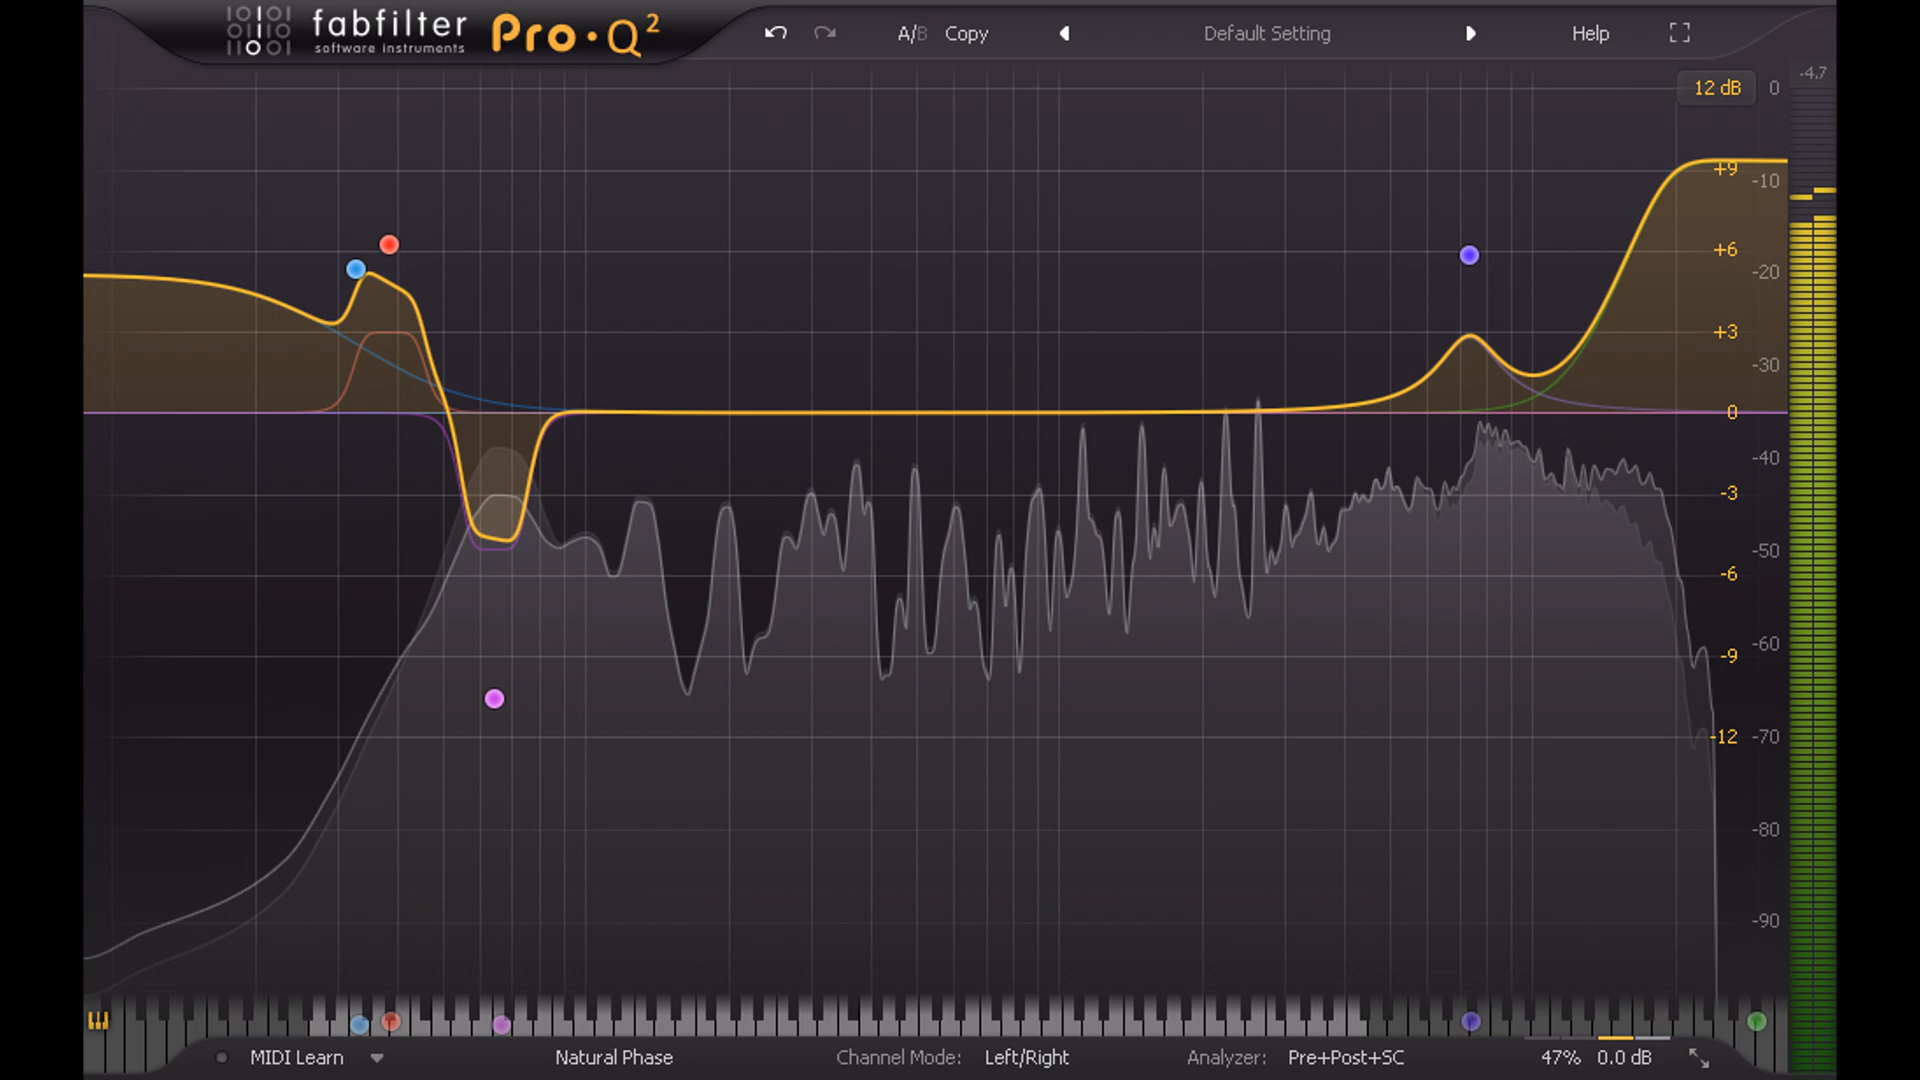 fabfilter
software instruments
Pro·Q²
A/B Copy Default Setting Help
-4.7
12 dB 0
+9 -10
+6 -20
+3 -30
0 -40
-3 -50
-6 -60
-9 -70
-12 -80
-90
MIDI Learn Natural Phase Channel Mode: Left/Right Analyzer: Pre+Post+SC 47% 0.0 dB